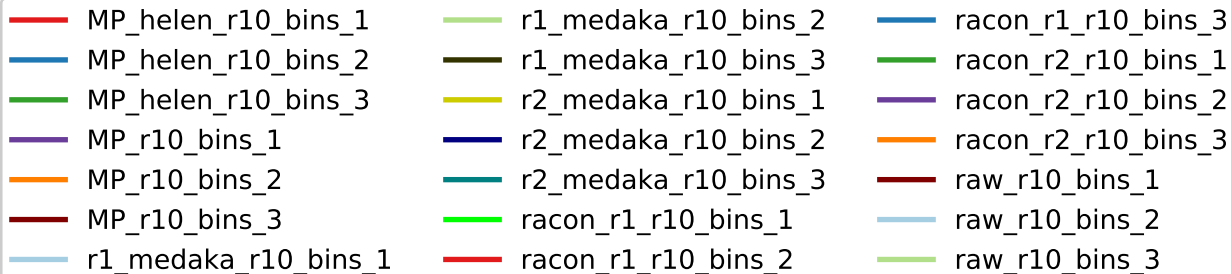 MP_helen_r10_bins_1
MP_helen_r10_bins_2
MP_helen_r10_bins_3
MP_r10_bins_1
MP_r10_bins_2
MP_r10_bins_3
r1_medaka_r10_bins_1
r1_medaka_r10_bins_2
r1_medaka_r10_bins_3
r2_medaka_r10_bins_1
r2_medaka_r10_bins_2
r2_medaka_r10_bins_3
racon_r1_r10_bins_1
racon_r1_r10_bins_2
racon_r1_r10_bins_3
racon_r2_r10_bins_1
racon_r2_r10_bins_2
racon_r2_r10_bins_3
raw_r10_bins_1
raw_r10_bins_2
raw_r10_bins_3